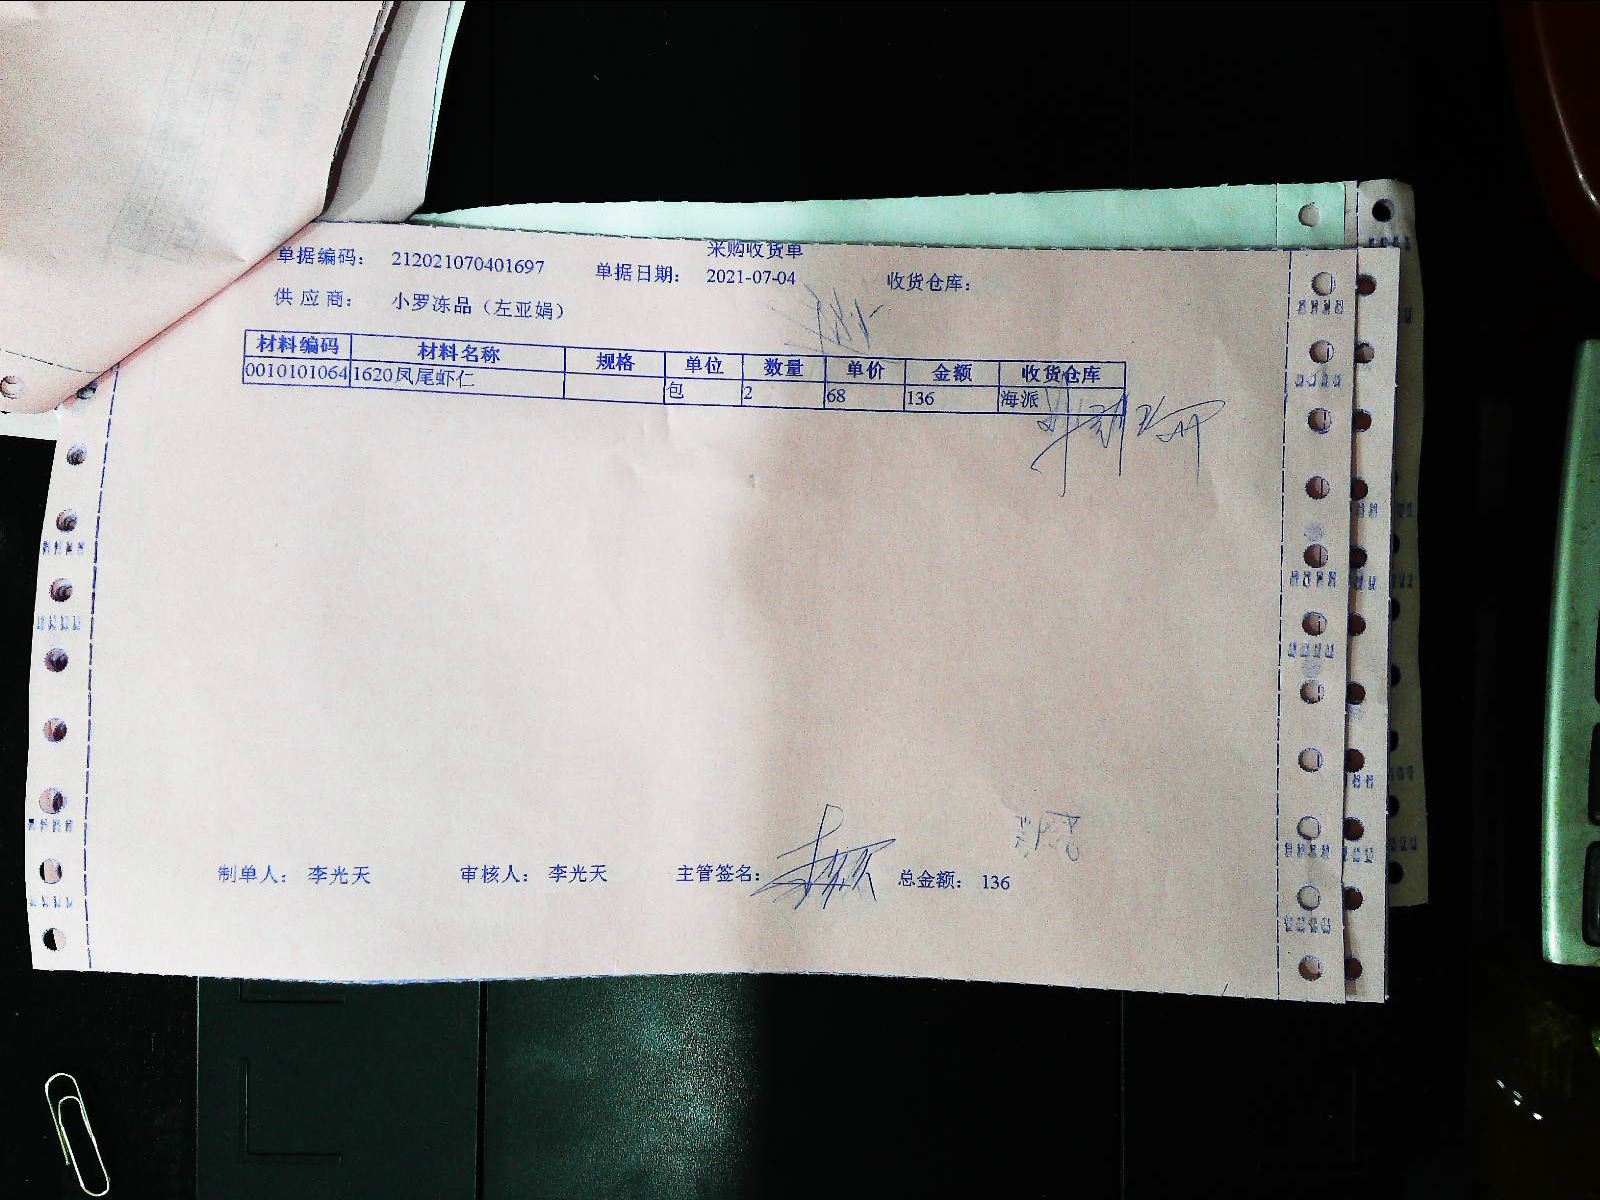 采购收货单
单据编码： 212021070401697 单据日期： 2021-07-04 收货仓库：
供应商： 小罗冻品（左亚娟）
材料编码 材料名称 规格 单位 数量 单价 金额 收货仓库
0010101064 1620凤尾虾仁 包 2 68 136 海派
制单人： 李光天 审核人： 李光天 主管签名： 总金额： 136